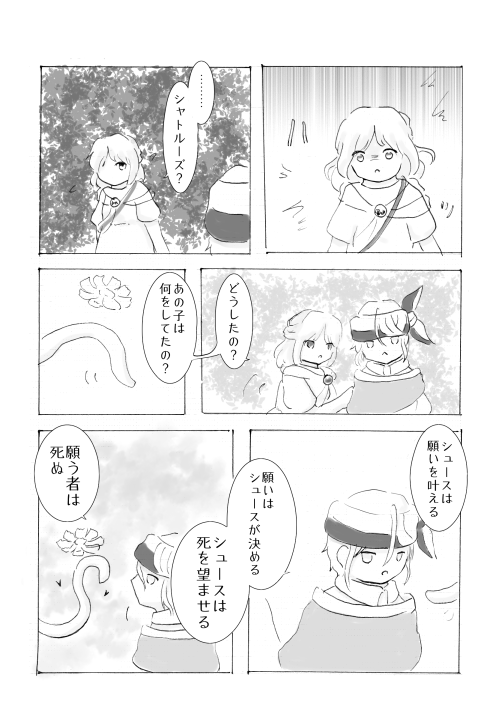 ………
シャトルーズ？
どうしたの？
あの子は
何をしてたの？
シュースは
願いを叶える
願いは
シュースが決める
シュースは
死を望ませる
願う者は
死ぬ